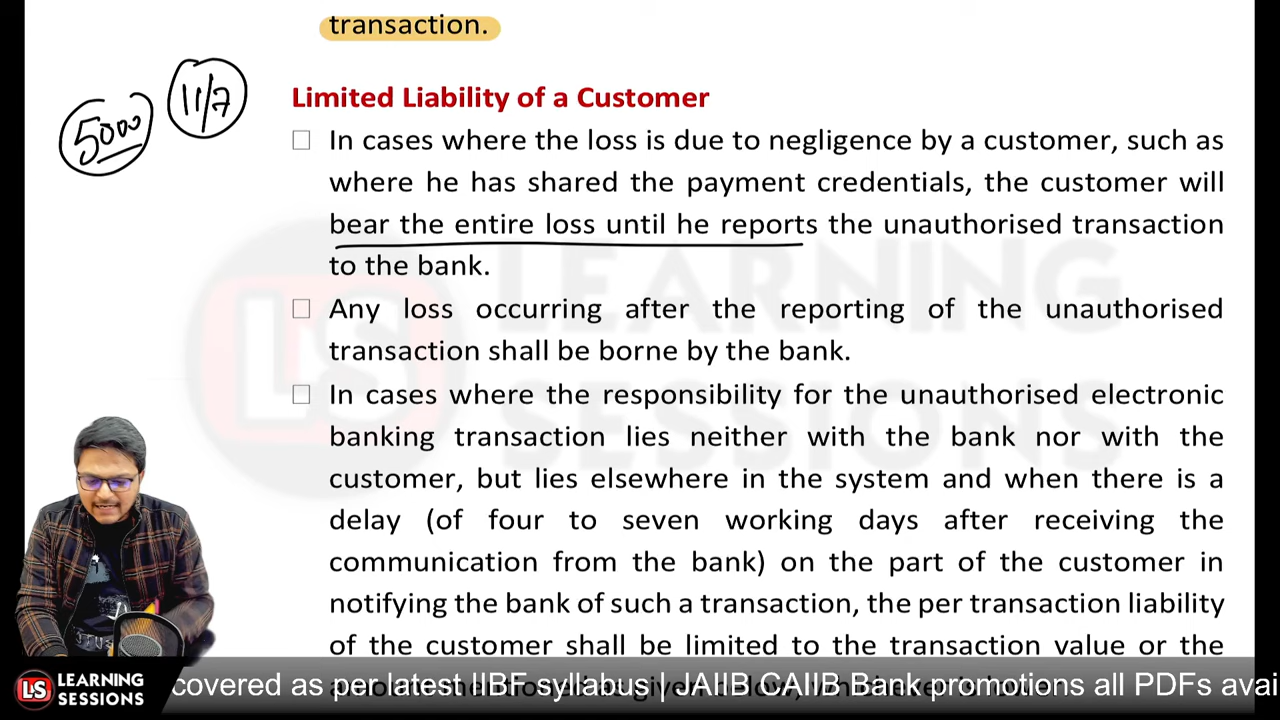 transaction.
5000
11/7
Limited Liability of a Customer
In cases where the loss is due to negligence by a customer, such as
where he has shared the payment credentials, the customer will
bear the entire loss until he reports the unauthorised transaction
to the bank.
Any loss occurring after the reporting of the unauthorised
transaction shall be borne by the bank.
In cases where the responsibility for the unauthorised electronic
banking transaction lies neither with the bank nor with the
customer, but lies elsewhere in the system and when there is a
delay (of four to seven working days after receiving the
communication from the bank) on the part of the customer in
notifying the bank of such a transaction, the per transaction liability
of the customer shall be limited to the transaction value or the
LS LEARNING
SESSIONS
covered as per latest IIBF syllabus | JAIIB CAIIB Bank promotions all PDFs avai
LS LEARNING
SESSIONS